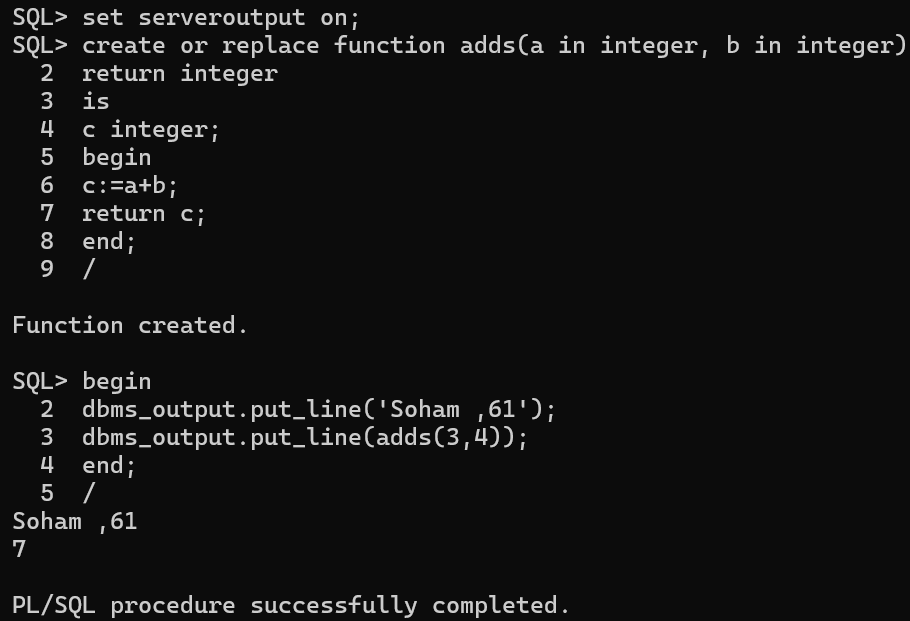 SQL> set serveroutput on;
SQL> create or replace function adds(a in integer, b in integer)
  2  return integer
  3  is
  4  c integer;
  5  begin
  6  c:=a+b;
  7  return c;
  8  end;
  9  /

Function created.

SQL> begin
  2  dbms_output.put_line('Soham ,61');
  3  dbms_output.put_line(adds(3,4));
  4  end;
  5  /
Soham ,61
7

PL/SQL procedure successfully completed.